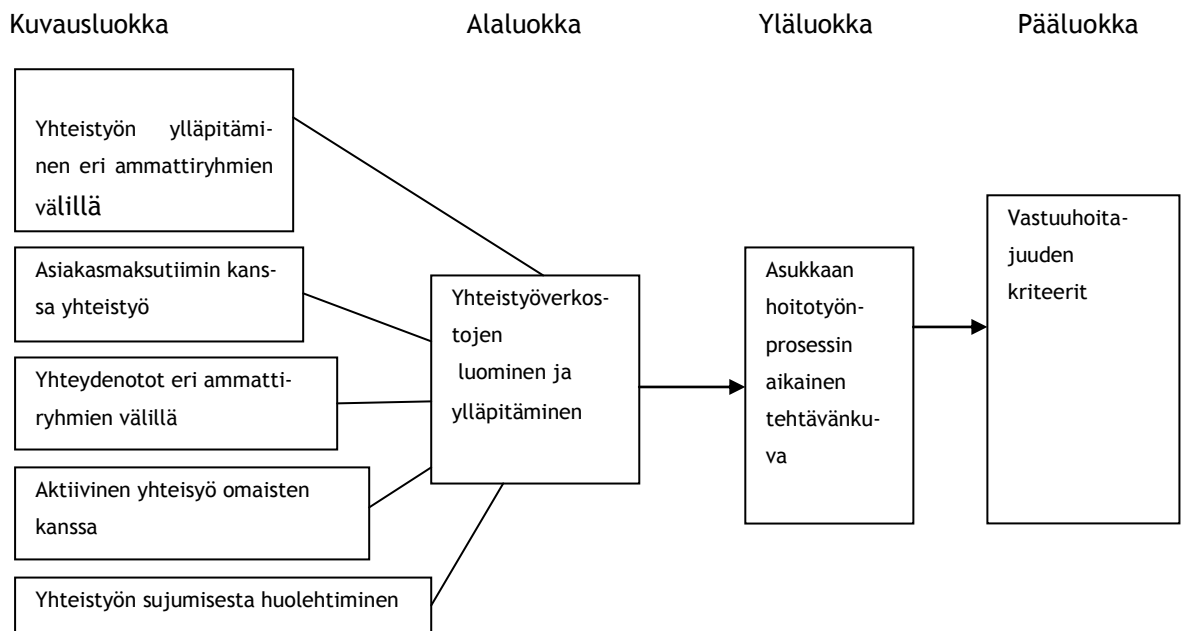 Kuvausluokka Alaluokka Yläluokka Pääluokka
Yhteistyön ylläpitämi-
nen eri ammattiryhmien
välillä
Asiakasmaksutiimin kans-
sa yhteistyö
Yhteydenotot eri ammatti-
ryhmien välillä
Aktiivinen yhteisyö omaisten
kanssa
Yhteistyön sujumisesta huolehtiminen
Yhteistyöverkos-
tojen
luominen ja
ylläpitäminen
Asukkaan
hoitotyön-
prosessin
aikainen
tehtävänku-
va
Vastuuhoita-
juuden
kriteerit